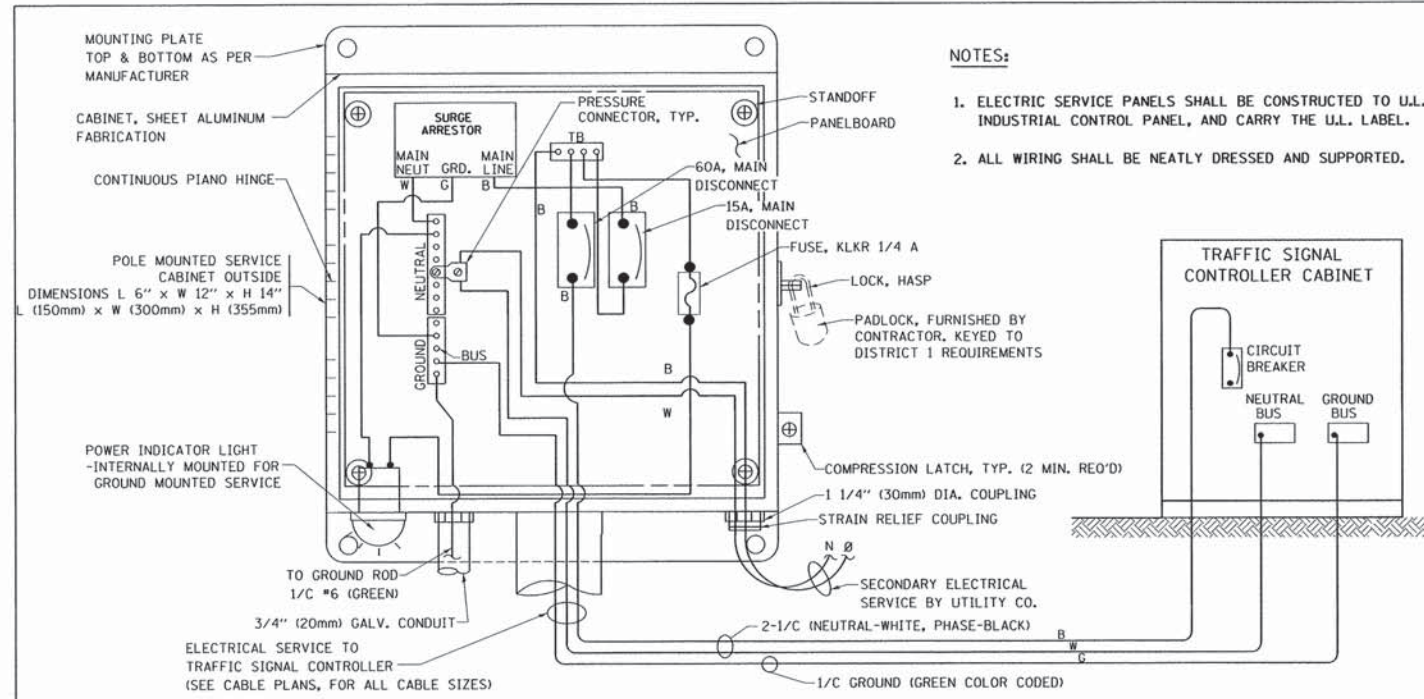 MOUNTING PLATE
TOP & BOTTOM AS PER
MANUFACTURER
CABINET, SHEET ALUMINUM
FABRICATION
CONTINUOUS PIANO HINGE
POLE MOUNTED SERVICE
CABINET OUTSIDE
DIMENSIONS L 6" x W 12" x H 14"
L (150mm) x W (300mm) x H (355mm)
POWER INDICATOR LIGHT
-INTERNALLY MOUNTED FOR
GROUND MOUNTED SERVICE
TO GROUND ROD
1/C #6 (GREEN)
3/4" (20mm) GALV. CONDUIT
ELECTRICAL SERVICE TO
TRAFFIC SIGNAL CONTROLLER
(SEE CABLE PLANS, FOR ALL CABLE SIZES)
SURGE
ARRESTOR
MAIN
NEUT
GRD.
MAIN
LINE
W
G
B
PRESSURE
CONNECTOR, TYP.
TB
NEUTRAL
GROUND
BUS
B
B
B
B
W
STANDOFF
PANELBOARD
60A, MAIN
DISCONNECT
15A, MAIN
DISCONNECT
FUSE, KLKR 1/4 A
LOCK, HASP
PADLOCK, FURNISHED BY
CONTRACTOR, KEYED TO
DISTRICT 1 REQUIREMENTS
COMPRESSION LATCH, TYP. (2 MIN. REQ'D)
1 1/4" (30mm) DIA. COUPLING
STRAIN RELIEF COUPLING
N Ø
SECONDARY ELECTRICAL
SERVICE BY UTILITY CO.
2-1/C (NEUTRAL-WHITE, PHASE-BLACK)
B
W
G
1/C GROUND (GREEN COLOR CODED)
NOTES:
1. ELECTRIC SERVICE PANELS SHALL BE CONSTRUCTED TO U.L.
INDUSTRIAL CONTROL PANEL, AND CARRY THE U.L. LABEL.
2. ALL WIRING SHALL BE NEATLY DRESSED AND SUPPORTED.
TRAFFIC SIGNAL
CONTROLLER CABINET
CIRCUIT
BREAKER
NEUTRAL
BUS
GROUND
BUS